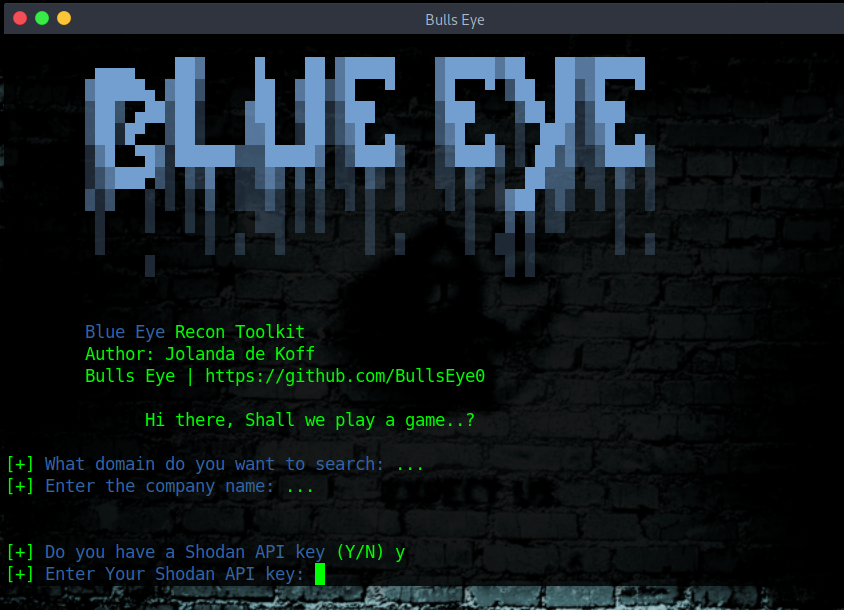 Bulls Eye
BLUE EYE
Blue Eye Recon Toolkit
Author: Jolanda de Koff
Bulls Eye | https://github.com/BullsEye0
Hi there, Shall we play a game..?
[+] What domain do you want to search: ...
[+] Enter the company name: ...
EXPECT US
[+] Do you have a Shodan API key (Y/N) y
[+] Enter Your Shodan API key: